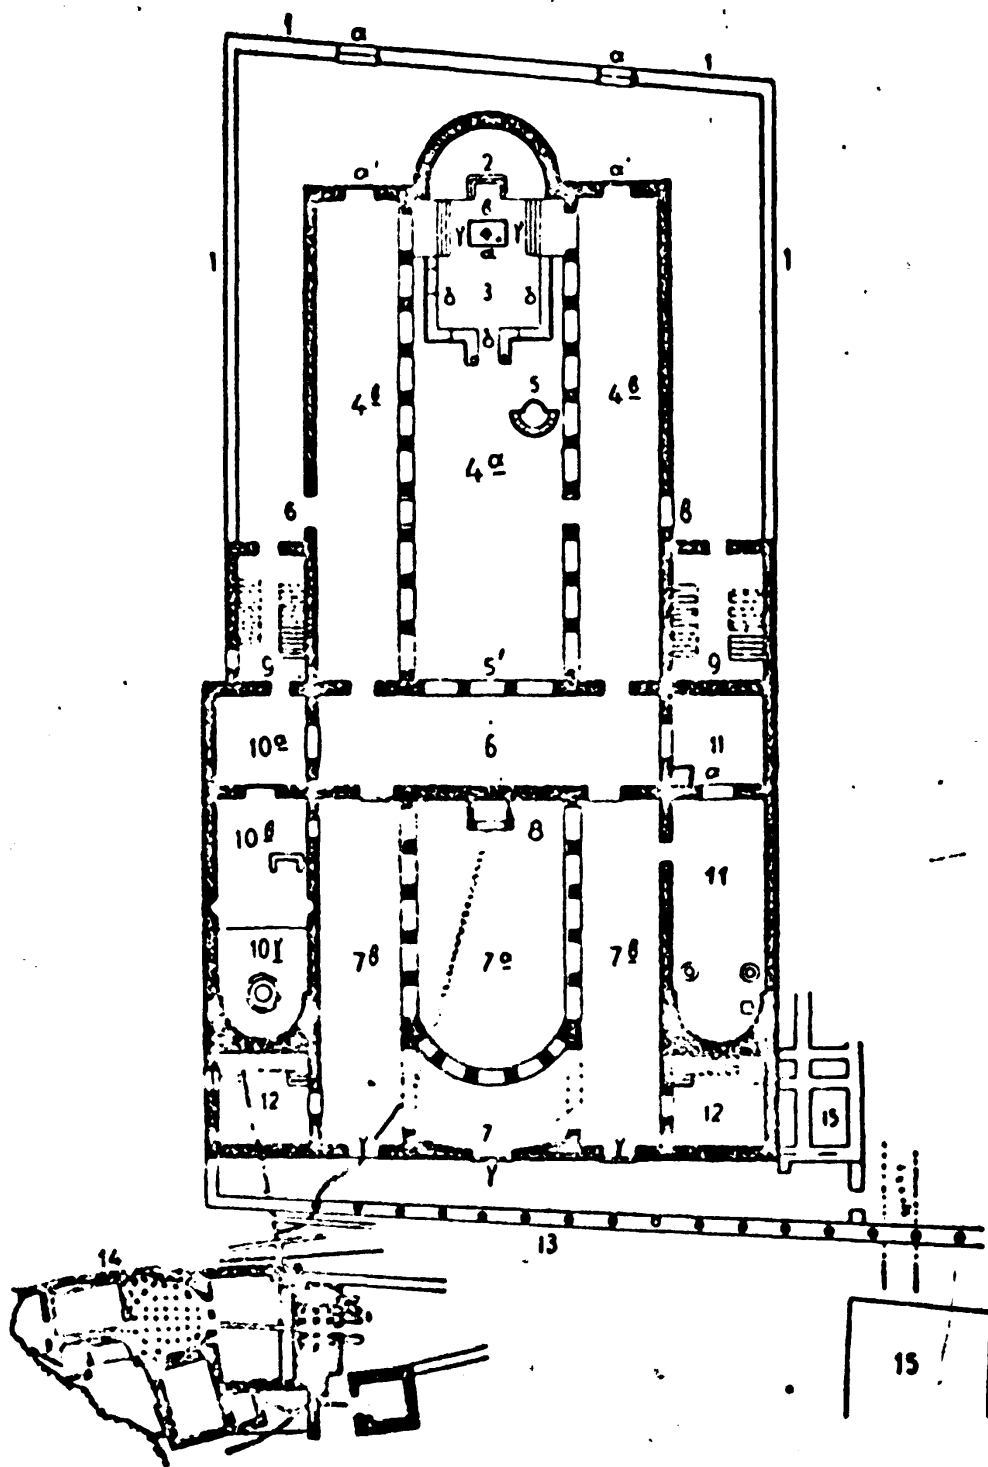 1
α α
1
α' α'
2
β
γ γ
α
1 1
δ 3 δ
δ
4β 5 4β
4α
6 8
9 5' 9
10α 6 11
α
10β 8
11
10γ 7β 7α 7β
12 7 12 15
γ γ
γ
13
14
15